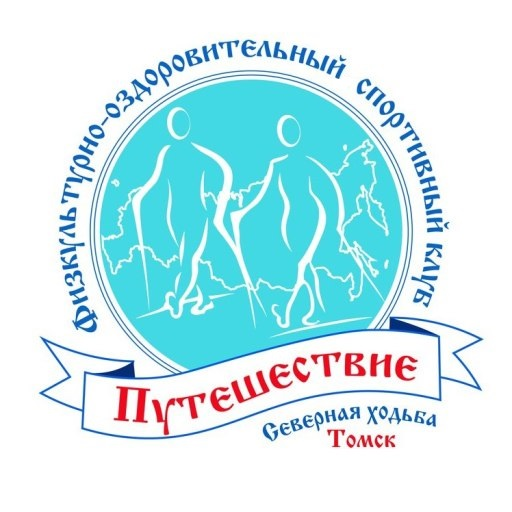 Физкультурно-оздоровительный спортивный клуб
Путешествие
Северная ходьба
Томск